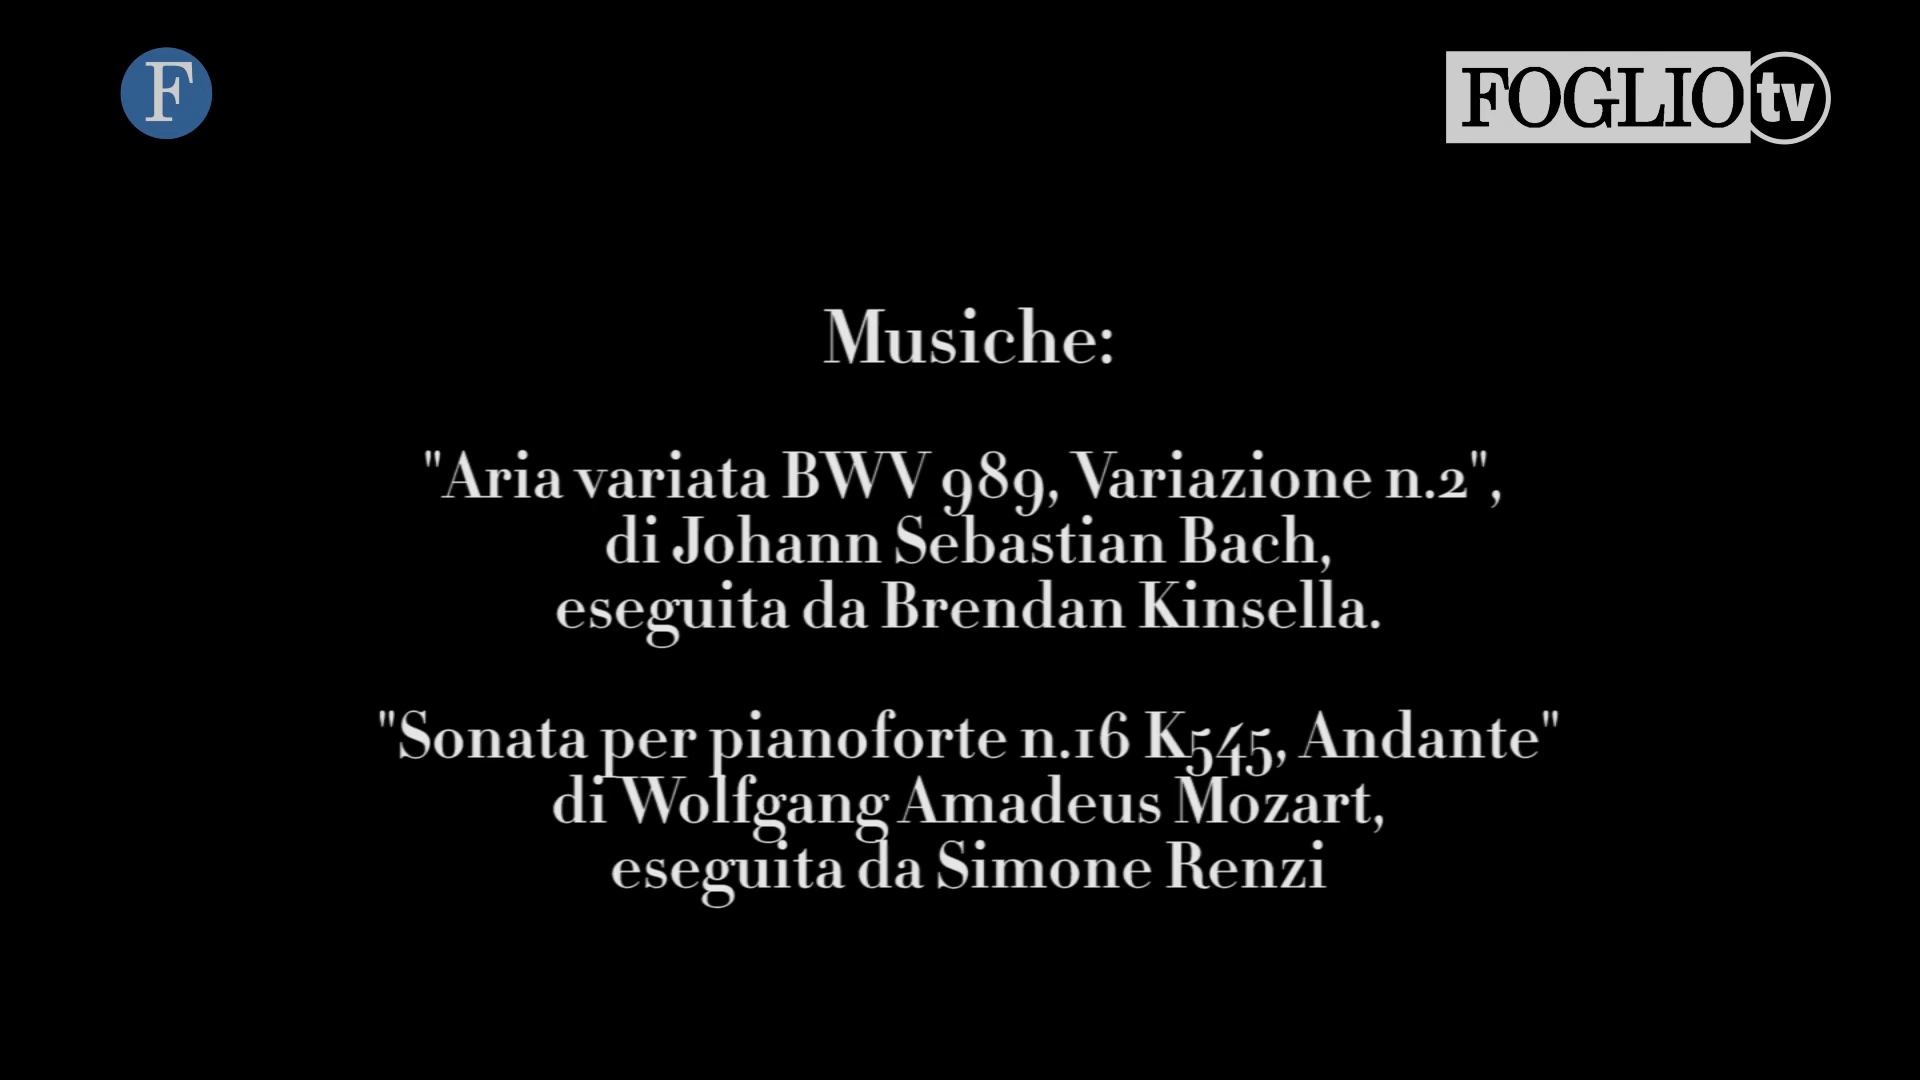 F
FOGLIO tv
Musiche:
"Aria variata BWV 989, Variazione n.2",
di Johann Sebastian Bach,
eseguita da Brendan Kinsella.
"Sonata per pianoforte n.16 K545, Andante"
di Wolfgang Amadeus Mozart,
eseguita da Simone Renzi